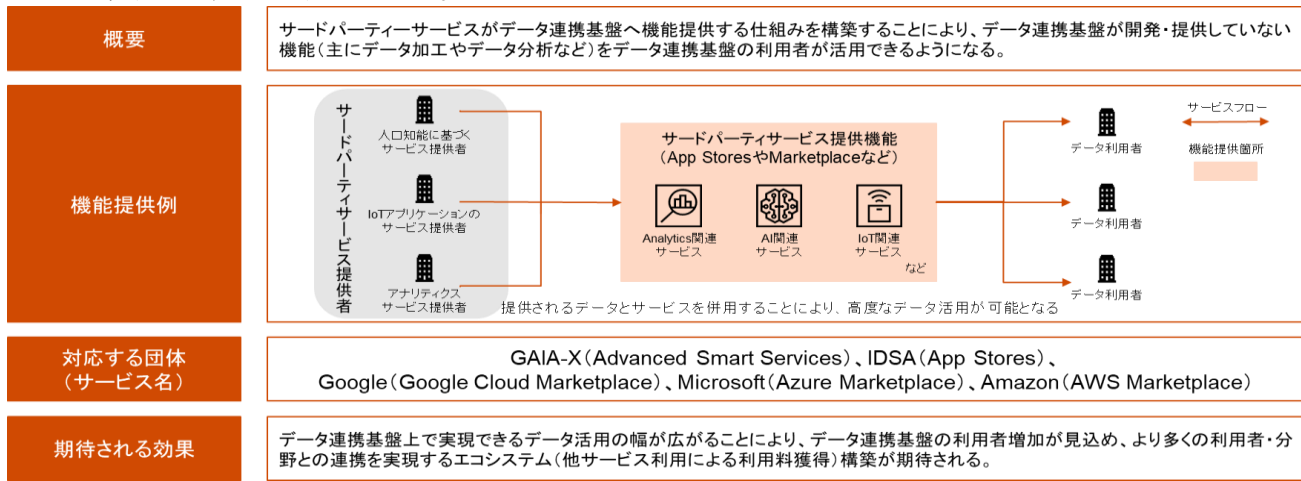 概要
サードパーティーサービスがデータ連携基盤へ機能提供する仕組みを構築することにより、データ連携基盤が開発・提供していない
機能（主にデータ加工やデータ分析など）をデータ連携基盤の利用者が活用できるようになる。
機能提供例
サードパーティサービス提供者
人口知能に基づく
サービス提供者
IoTアプリケーションの
サービス提供者
アナリティクス
サービス提供者
サードパーティサービス提供機能
（App StoresやMarketplaceなど）
Analytics関連
サービス
AI関連
サービス
IoT関連
サービス
など
データ利用者
データ利用者
データ利用者
サービスフロー
機能提供箇所
提供されるデータとサービスを併用することにより、高度なデータ活用が可能となる
対応する団体
（サービス名）
GAIA-X（Advanced Smart Services）、IDSA（App Stores）、
Google（Google Cloud Marketplace）、Microsoft（Azure Marketplace）、Amazon（AWS Marketplace）
期待される効果
データ連携基盤上で実現できるデータ活用の幅が広がることにより、データ連携基盤の利用者増加が見込め、より多くの利用者・分
野との連携を実現するエコシステム（他サービス利用による利用料獲得）構築が期待される。